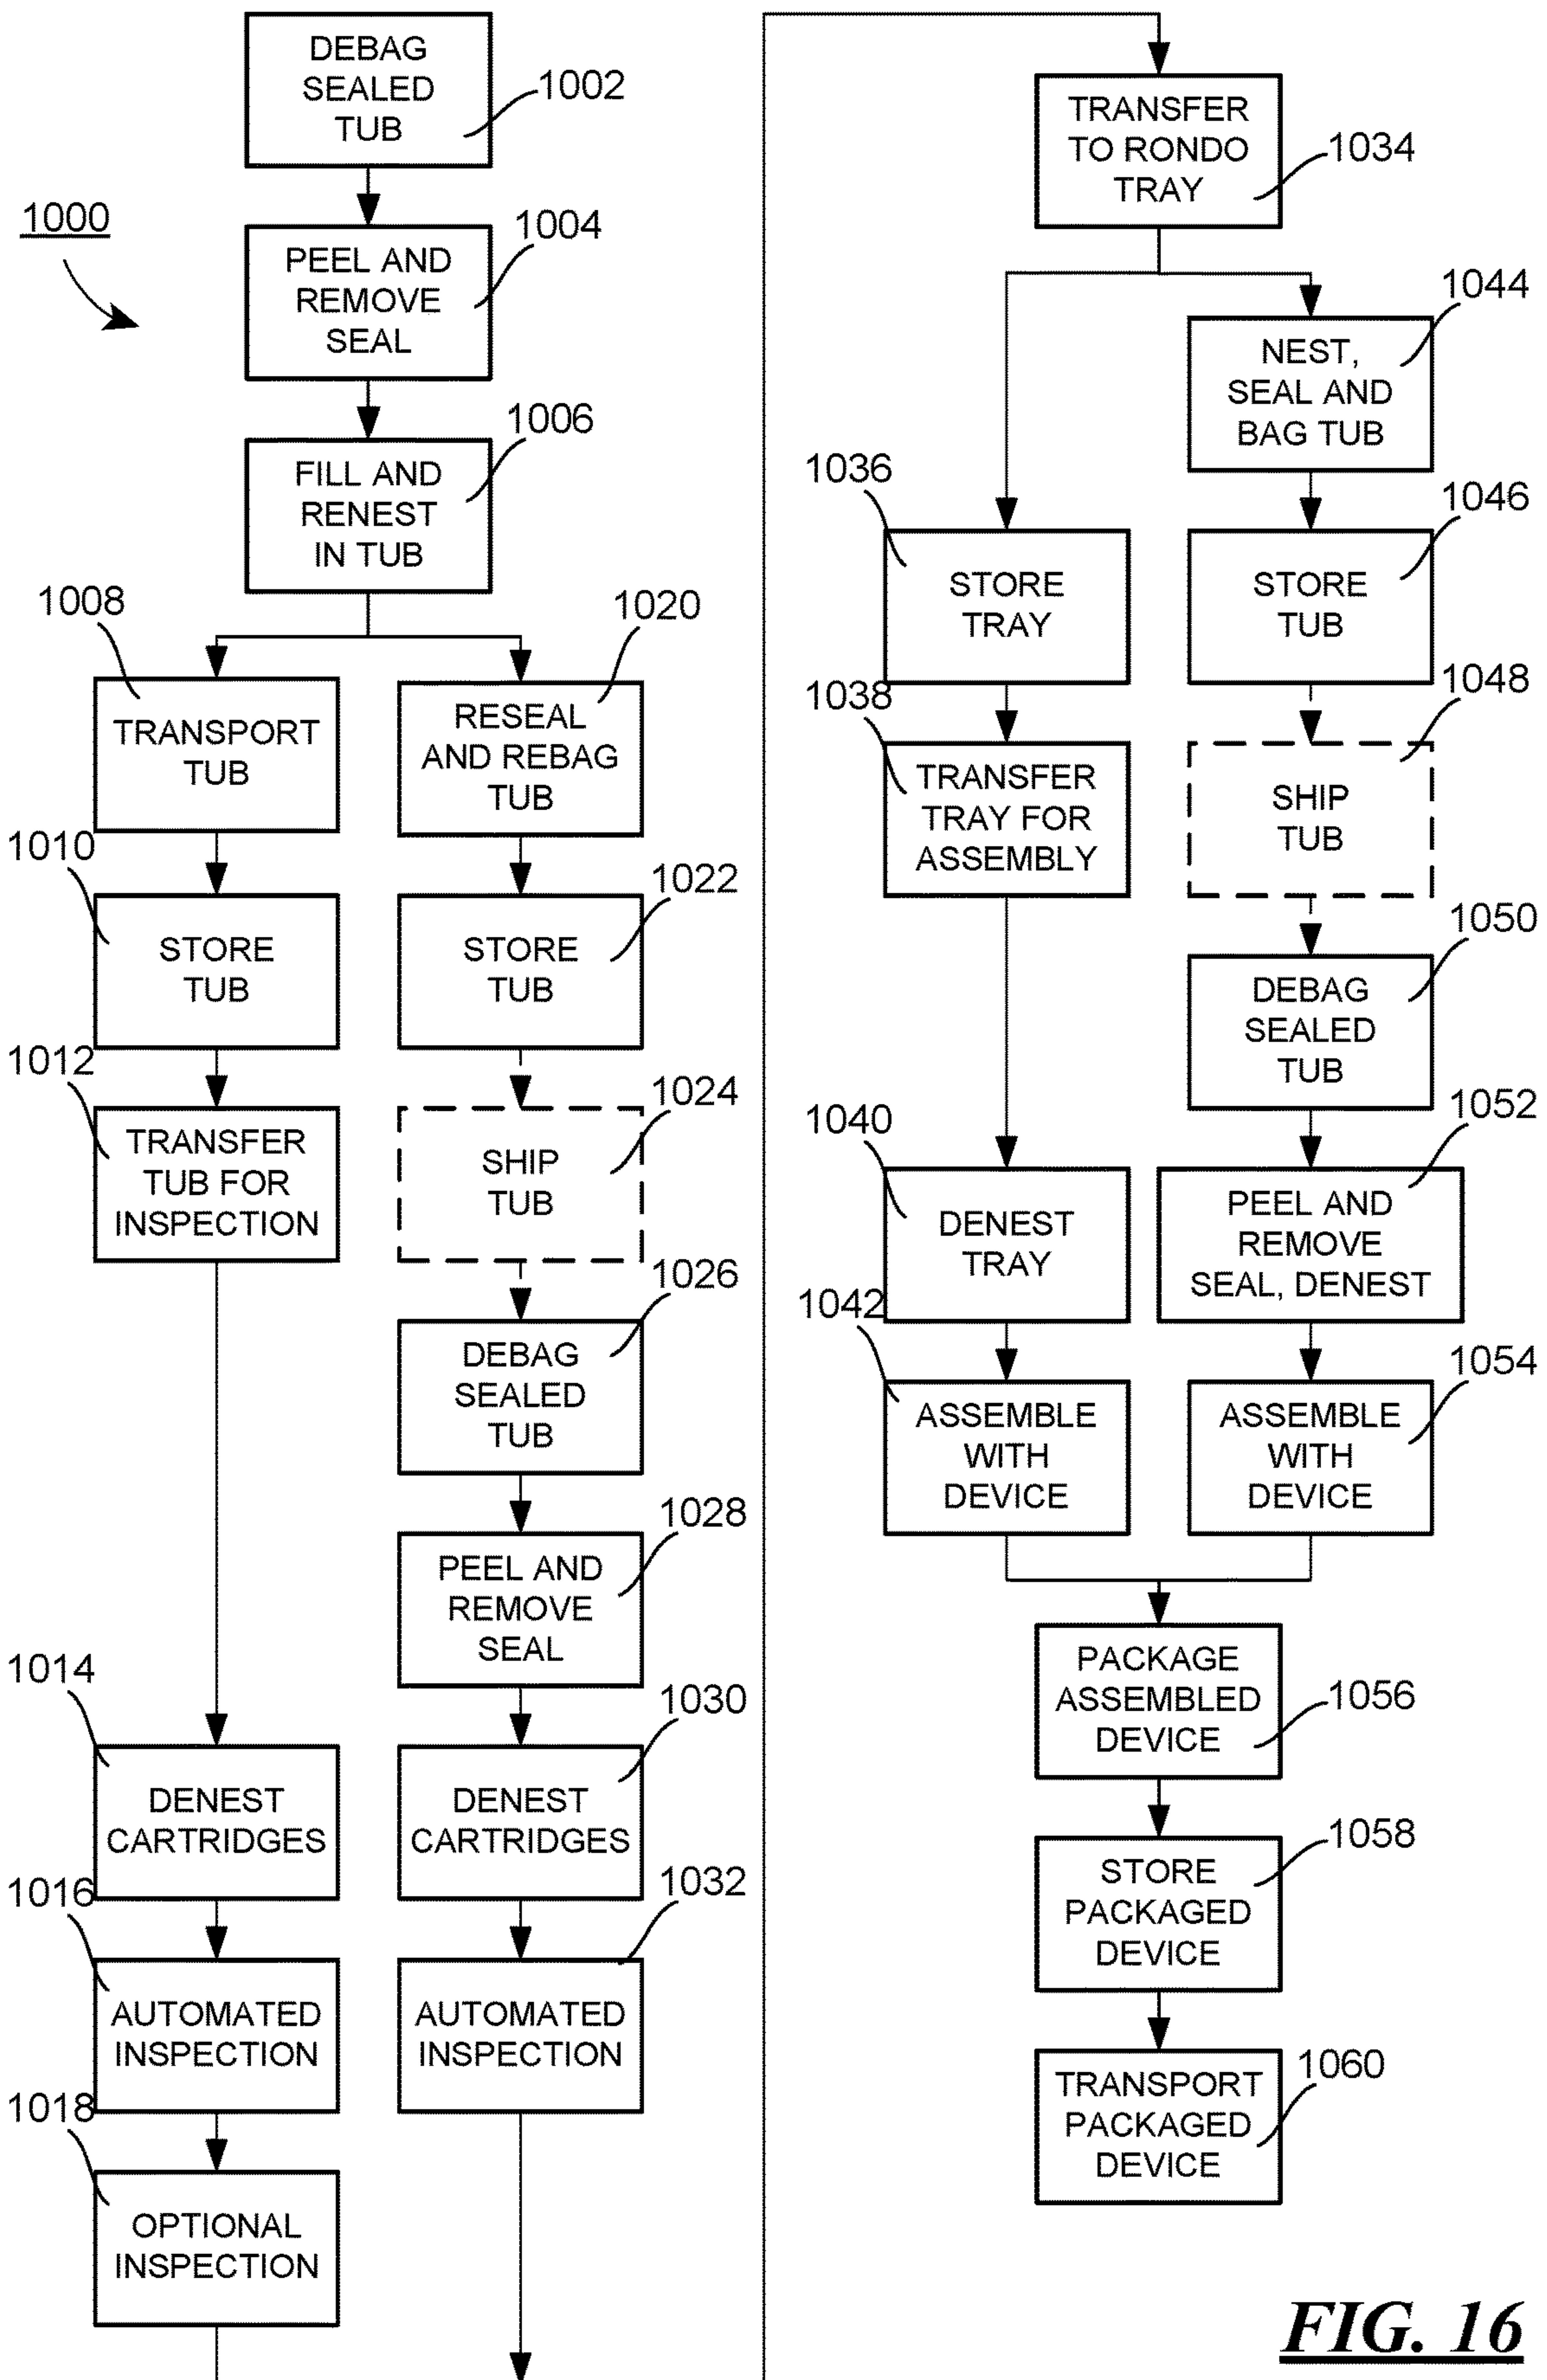 1000
DEBAG
SEALED
TUB
1002
PEEL AND
REMOVE
SEAL
1004
FILL AND
RENEST
IN TUB
1006
1008
TRANSPORT
TUB
1010
STORE
TUB
1012
TRANSFER
TUB FOR
INSPECTION
1014
DENEST
CARTRIDGES
1016
AUTOMATED
INSPECTION
1018
OPTIONAL
INSPECTION
1020
RESEAL
AND REBAG
TUB
1022
STORE
TUB
1024
SHIP
TUB
1026
DEBAG
SEALED
TUB
1028
PEEL AND
REMOVE
SEAL
1030
DENEST
CARTRIDGES
1032
AUTOMATED
INSPECTION
TRANSFER
TO RONDO
TRAY
1034
1036
STORE
TRAY
1038
TRANSFER
TRAY FOR
ASSEMBLY
1040
DENEST
TRAY
1042
ASSEMBLE
WITH
DEVICE
1044
NEST,
SEAL AND
BAG TUB
1046
STORE
TUB
1048
SHIP
TUB
1050
DEBAG
SEALED
TUB
1052
PEEL AND
REMOVE
SEAL, DENEST
1054
ASSEMBLE
WITH
DEVICE
PACKAGE
ASSEMBLED
DEVICE
1056
STORE
PACKAGED
DEVICE
1058
TRANSPORT
PACKAGED
DEVICE
1060
FIG. 16